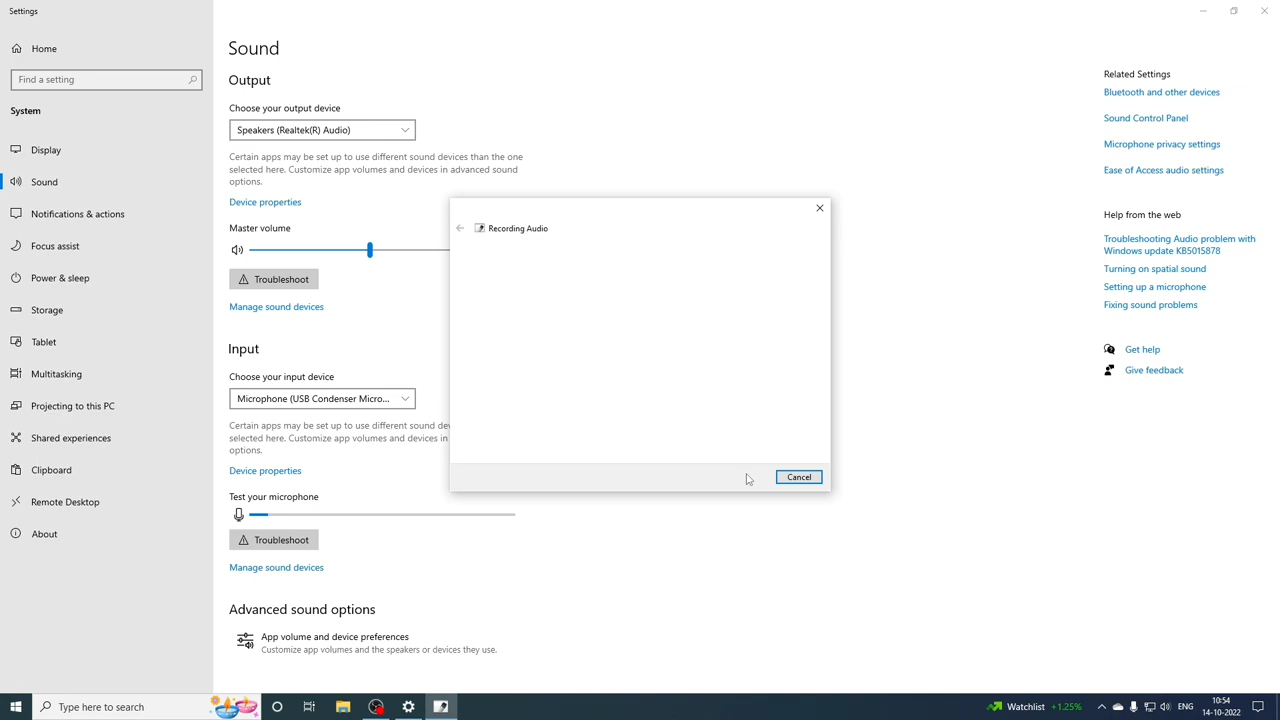 Settings
Home
Find a setting
System
Display
Sound
Notifications & actions
Focus assist
Power & sleep
Storage
Tablet
Multitasking
Projecting to this PC
Shared experiences
Clipboard
Remote Desktop
About
Sound
Output
Choose your output device
Speakers (Realtek(R) Audio)
Certain apps may be set up to use different sound devices than the one
selected here. Customize app volumes and devices in advanced sound
options.
Device properties
Master volume
Troubleshoot
Manage sound devices
Input
Choose your input device
Microphone (USB Condenser Micro...
Certain apps may be set up to use different sound
selected here. Customize app volumes and devices in
options.
Device properties
Test your microphone
Troubleshoot
Manage sound devices
Advanced sound options
App volume and device preferences
Customize app volumes and the speakers or devices they use.
Recording Audio
Cancel
Related Settings
Bluetooth and other devices
Sound Control Panel
Microphone privacy settings
Ease of Access audio settings
Help from the web
Troubleshooting Audio problem with
Windows update KB5015878
Turning on spatial sound
Setting up a microphone
Fixing sound problems
Get help
Give feedback
Type here to search
Watchlist +1.25%
ENG
10:54
14-10-2022